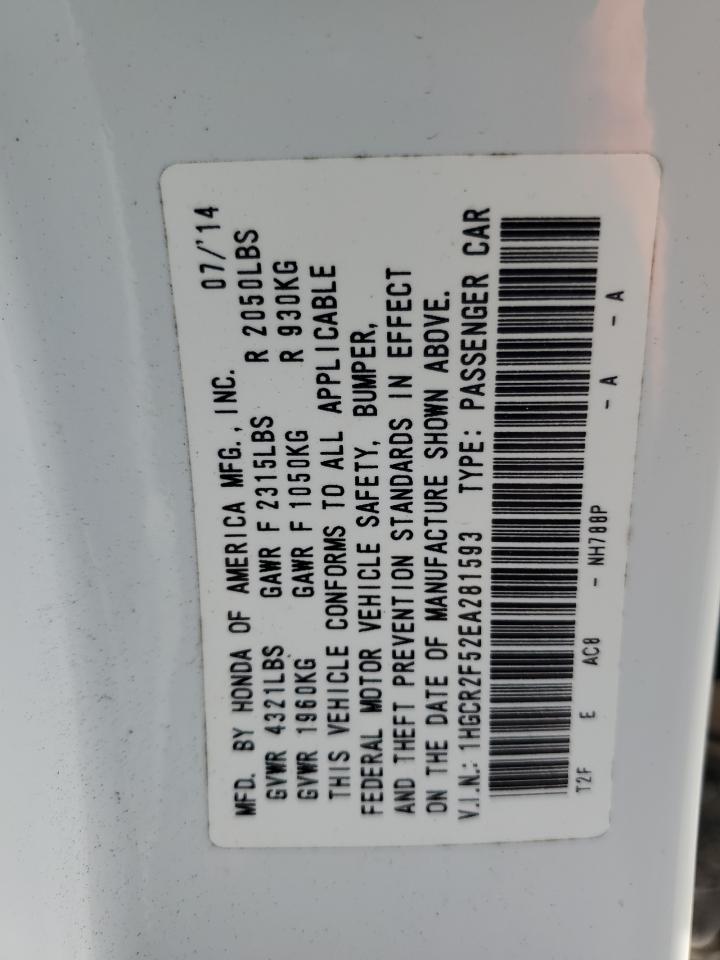 MFD. BY HONDA OF AMERICA MFG., INC. 07/'14
GVWR 4321LBS GAWR F 2315LBS R 2050LBS
GVWR 1960KG GAWR F 1050KG R 930KG
THIS VEHICLE CONFORMS TO ALL APPLICABLE
FEDERAL MOTOR VEHICLE SAFETY, BUMPER,
AND THEFT PREVENTION STANDARDS IN EFFECT
ON THE DATE OF MANUFACTURE SHOWN ABOVE.
V.I.N.: 1HGCR2F52EA281593 TYPE: PASSENGER CAR
T2F E AC8 - NH788P - A - A